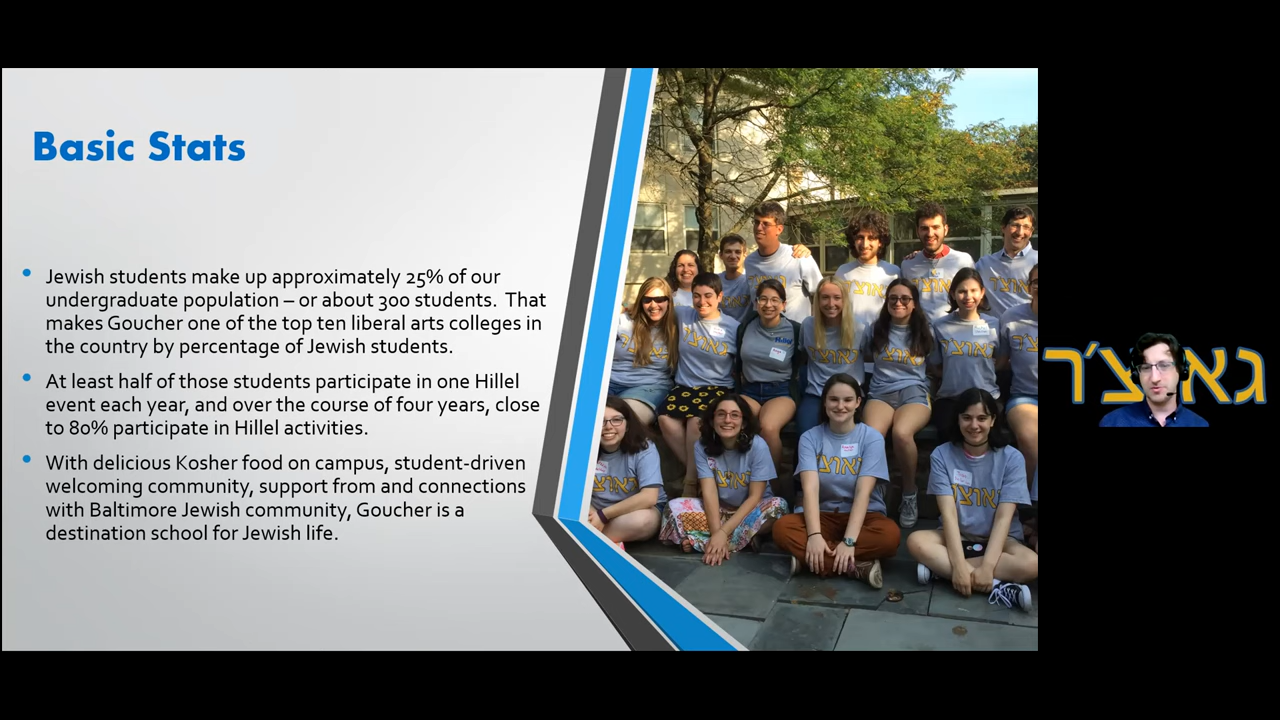 Basic Stats
Jewish students make up approximately 25% of our
undergraduate population – or about 300 students.  That
makes Goucher one of the top ten liberal arts colleges in
the country by percentage of Jewish students.
At least half of those students participate in one Hillel
event each year, and over the course of four years, close
to 80% participate in Hillel activities.
With delicious Kosher food on campus, student-driven
welcoming community, support from and connections
with Baltimore Jewish community, Goucher is a
destination school for Jewish life.
גאוצ׳ר
גאוצ׳ר
גאוצ׳ר
גאוצ׳ר